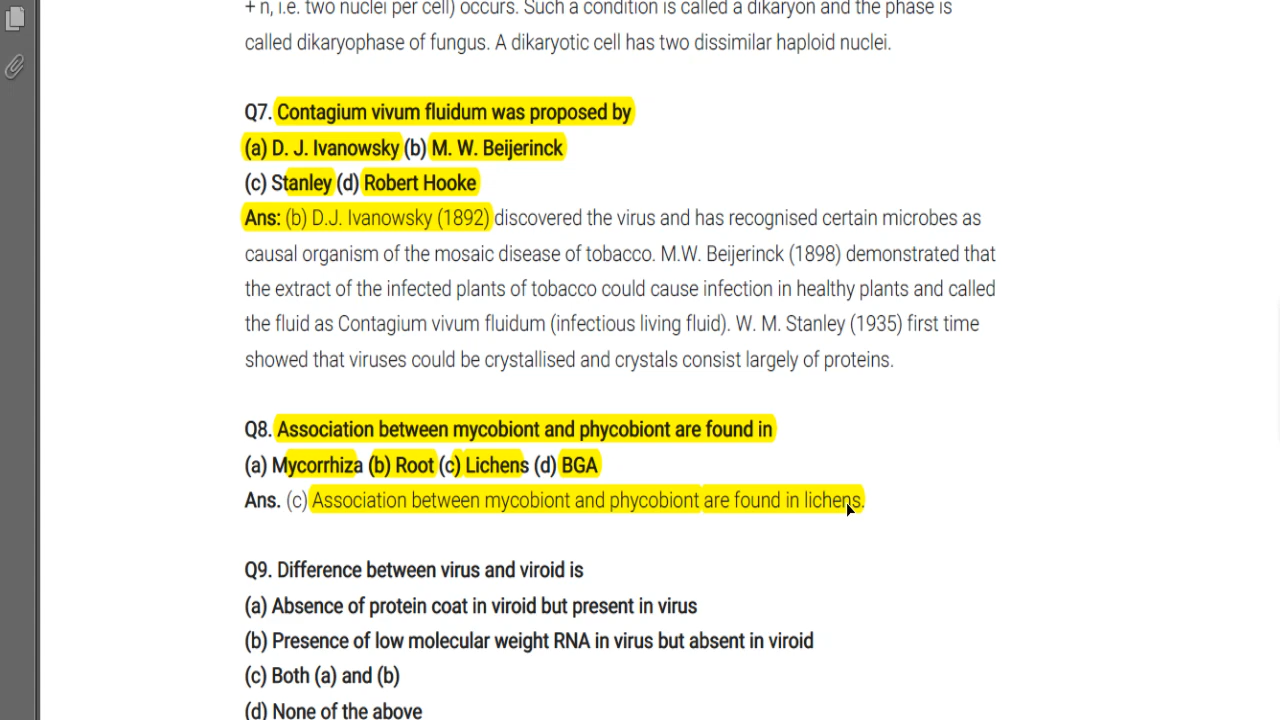 + n, i.e. two nuclei per cell) occurs. Such a condition is called a dikaryon and the phase is
called dikaryophase of fungus. A dikaryotic cell has two dissimilar haploid nuclei.
Q7. Contagium vivum fluidum was proposed by
(a) D. J. Ivanowsky (b) M. W. Beijerinck
(c) Stanley (d) Robert Hooke
Ans: (b) D.J. Ivanowsky (1892) discovered the virus and has recognised certain microbes as
causal organism of the mosaic disease of tobacco. M.W. Beijerinck (1898) demonstrated that
the extract of the infected plants of tobacco could cause infection in healthy plants and called
the fluid as Contagium vivum fluidum (infectious living fluid). W. M. Stanley (1935) first time
showed that viruses could be crystallised and crystals consist largely of proteins.
Q8. Association between mycobiont and phycobiont are found in
(a) Mycorrhiza (b) Root (c) Lichens (d) BGA
Ans. (c) Association between mycobiont and phycobiont are found in lichens.
Q9. Difference between virus and viroid is
(a) Absence of protein coat in viroid but present in virus
(b) Presence of low molecular weight RNA in virus but absent in viroid
(c) Both (a) and (b)
(d) None of the above